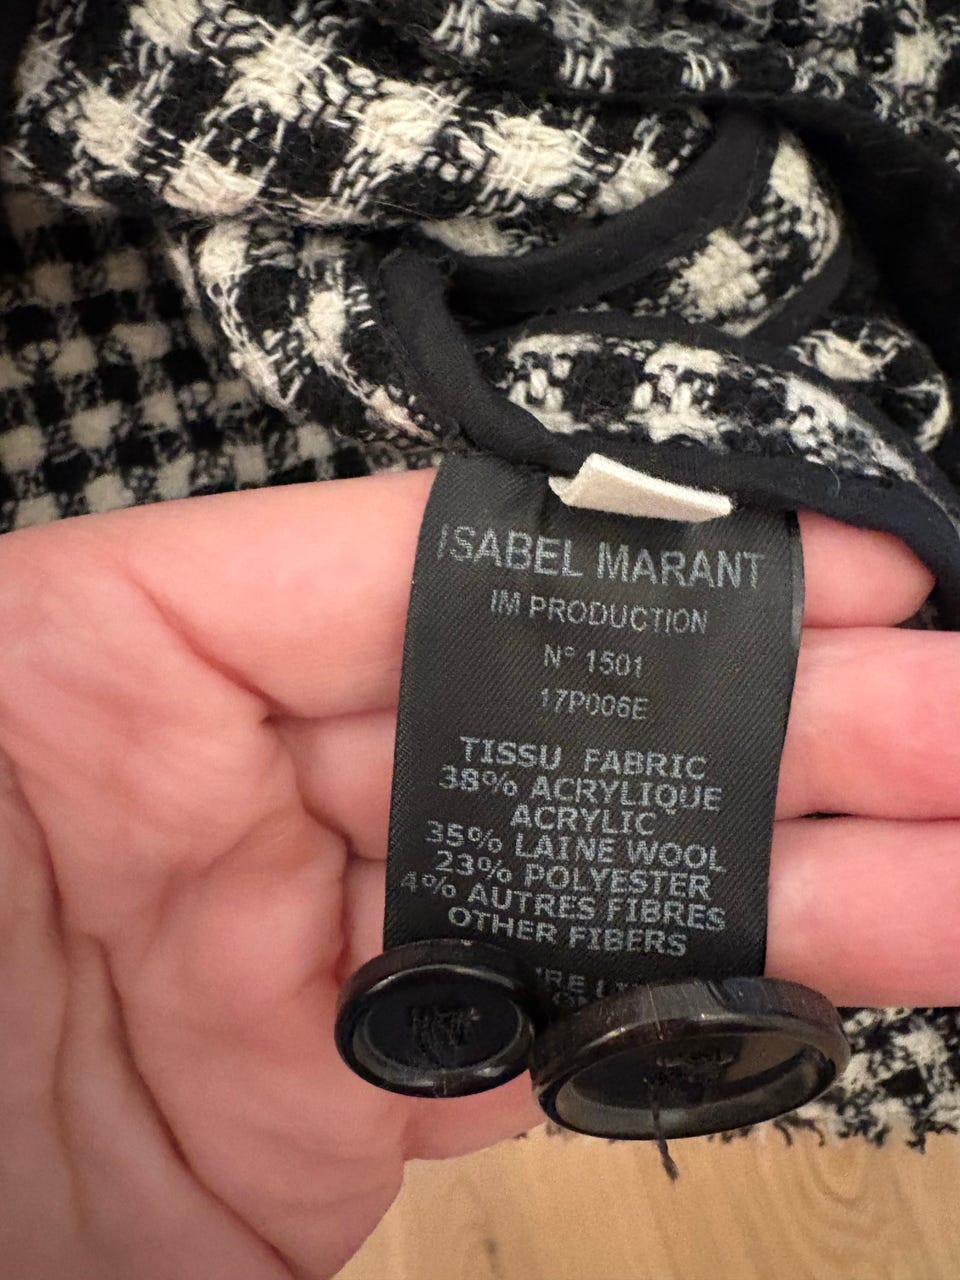 ISABEL MARANT
IM PRODUCTION
N° 1501
17P006E
TISSU FABRIC
38% ACRYLIQUE
ACRYLIC
35% LAINE WOOL
23% POLYESTER
4% AUTRES FIBRES
OTHER FIBERS